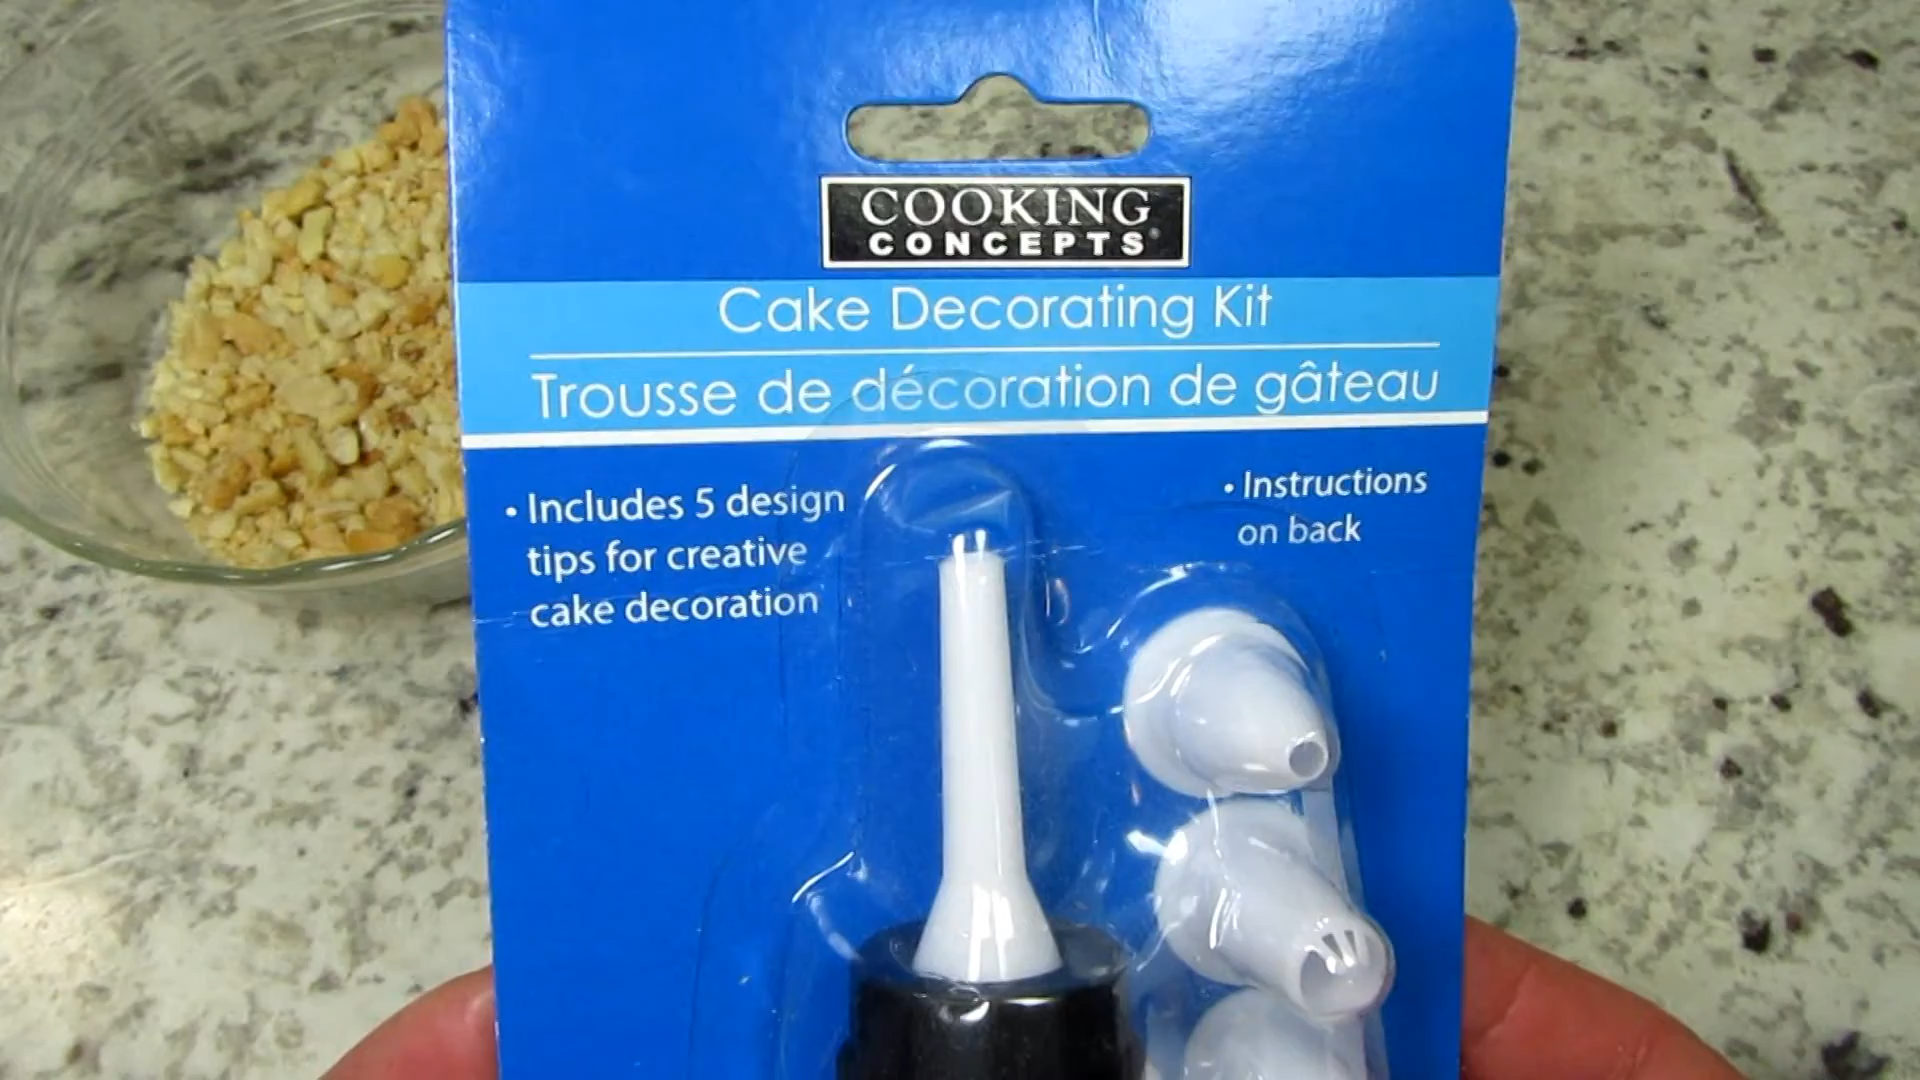 COOKING
CONCEPTS®
Cake Decorating Kit
Trousse de décoration de gâteau
• Includes 5 design
tips for creative
cake decoration
• Instructions
on back